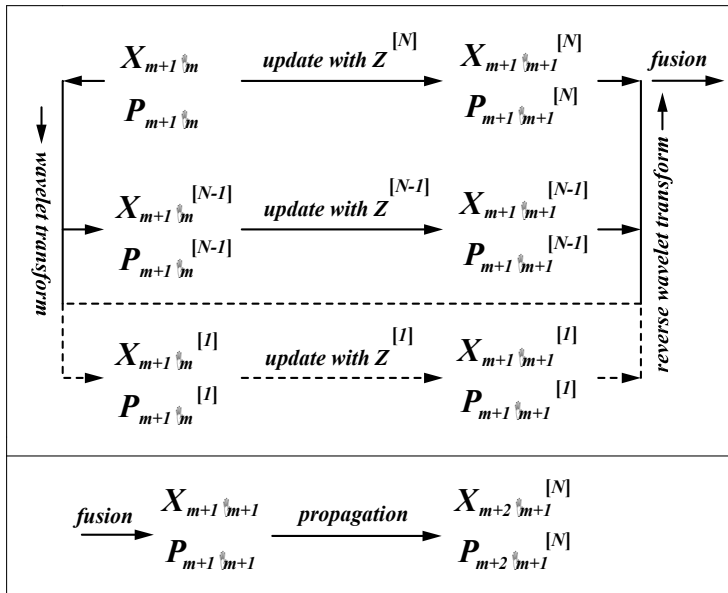 X_{m+1🖑m} update with Z^{[N]} X_{m+1🖑m+1}^{[N]} fusion
P_{m+1🖑m} P_{m+1🖑m+1}^{[N]}
wavelet transform
X_{m+1🖑m}^{[N-1]} update with Z^{[N-1]} X_{m+1🖑m+1}^{[N-1]}
P_{m+1🖑m}^{[N-1]} P_{m+1🖑m+1}^{[N-1]}
reverse wavelet transform
X_{m+1🖑m}^{[1]} update with Z^{[1]} X_{m+1🖑m+1}^{[1]}
P_{m+1🖑m}^{[1]} P_{m+1🖑m+1}^{[1]}
fusion X_{m+1🖑m+1} propagation X_{m+2🖑m+1}^{[N]}
P_{m+1🖑m+1} P_{m+2🖑m+1}^{[N]}